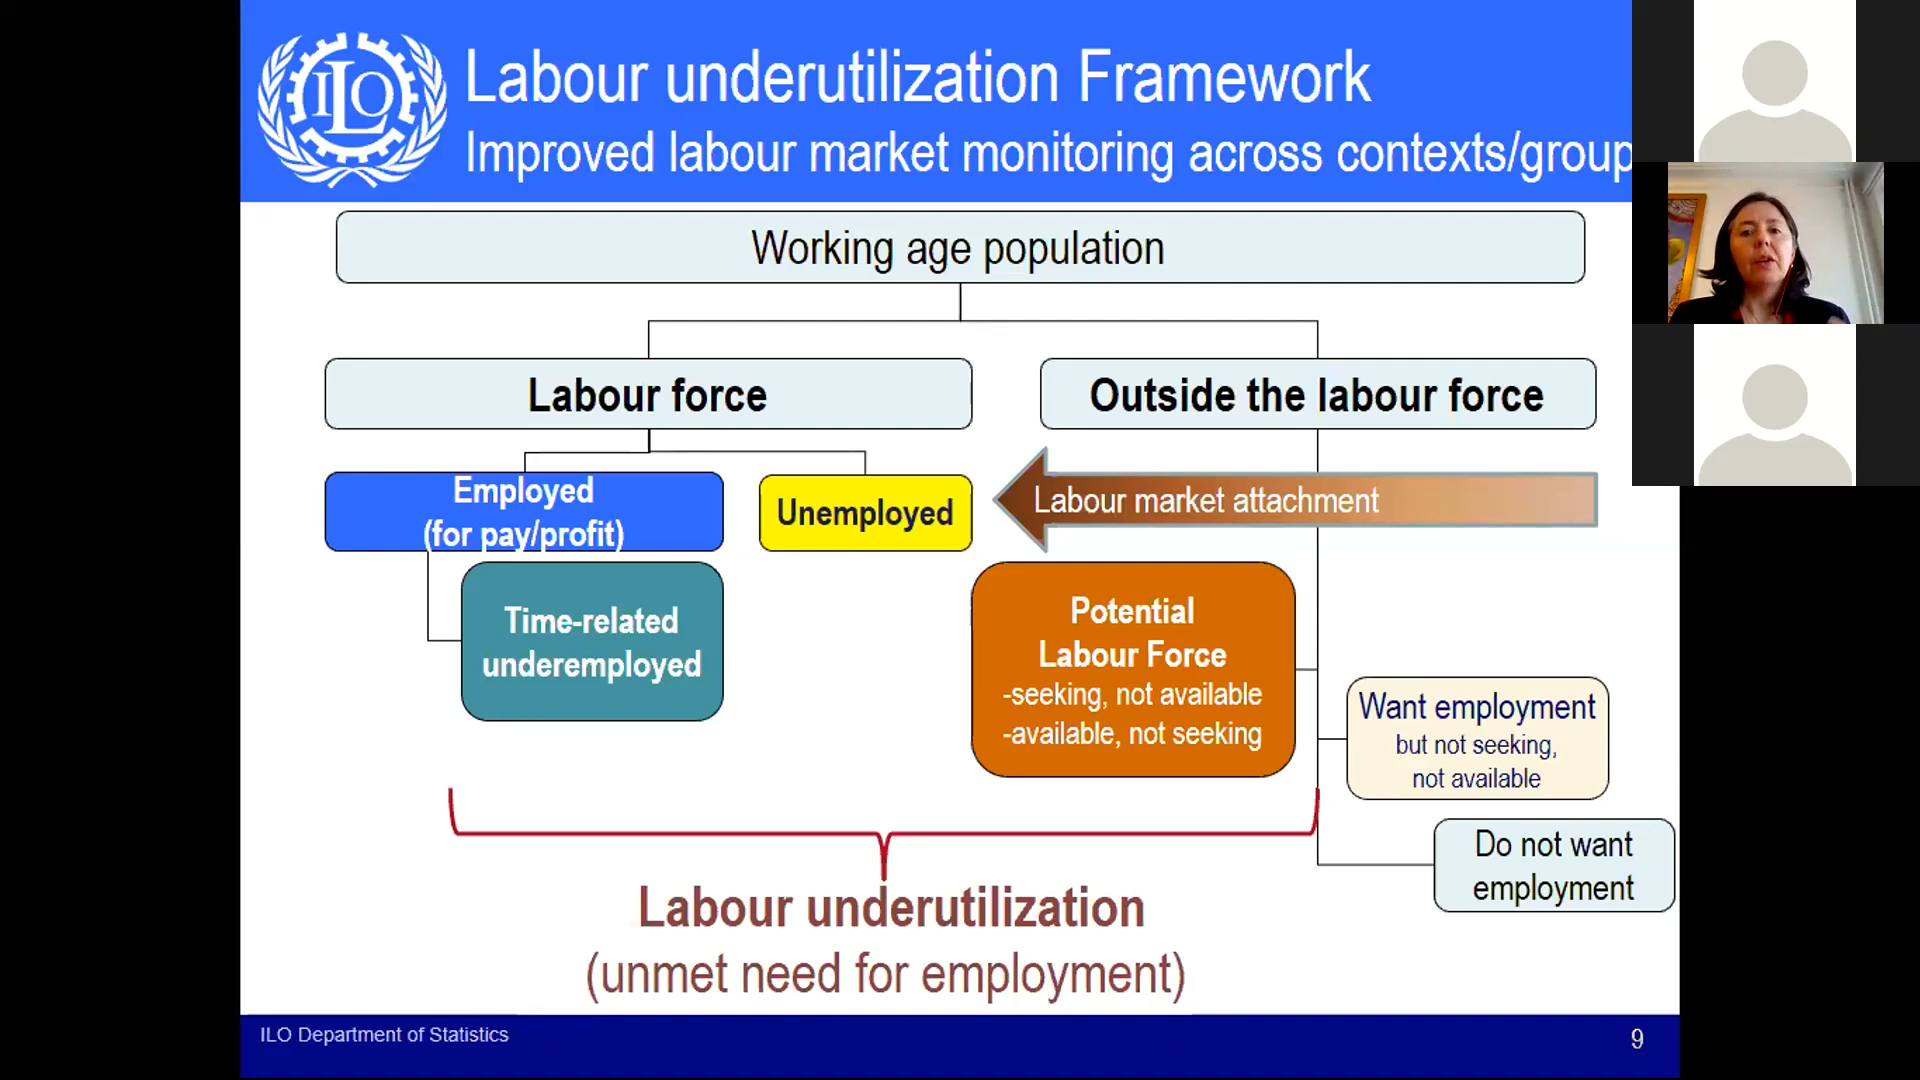 ILO
Labour underutilization Framework
Improved labour market monitoring across contexts/group
Working age population
Labour force
Outside the labour force
Employed
(for pay/profit)
Unemployed
Labour market attachment
Time-related
underemployed
Potential
Labour Force
-seeking, not available
-available, not seeking
Want employment
but not seeking,
not available
Do not want
employment
Labour underutilization
(unmet need for employment)
ILO Department of Statistics
9